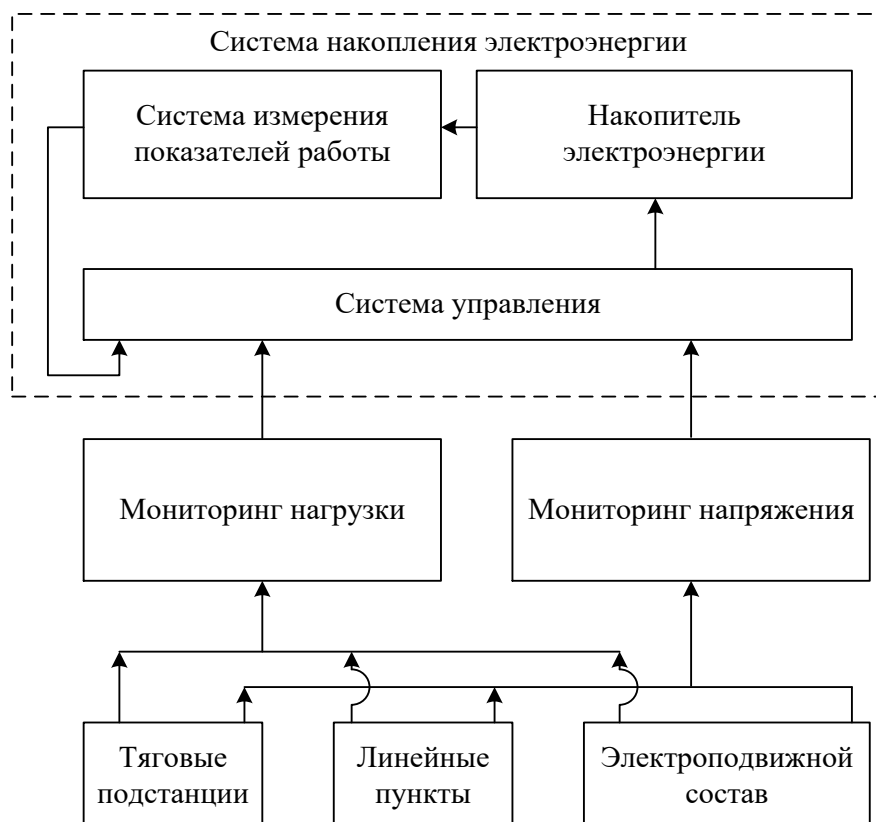 Система накопления электроэнергии
Система измерения
показателей работы
Накопитель
электроэнергии
Система управления
Мониторинг нагрузки
Мониторинг напряжения
Тяговые
подстанции
Линейные
пункты
Электроподвижной
состав